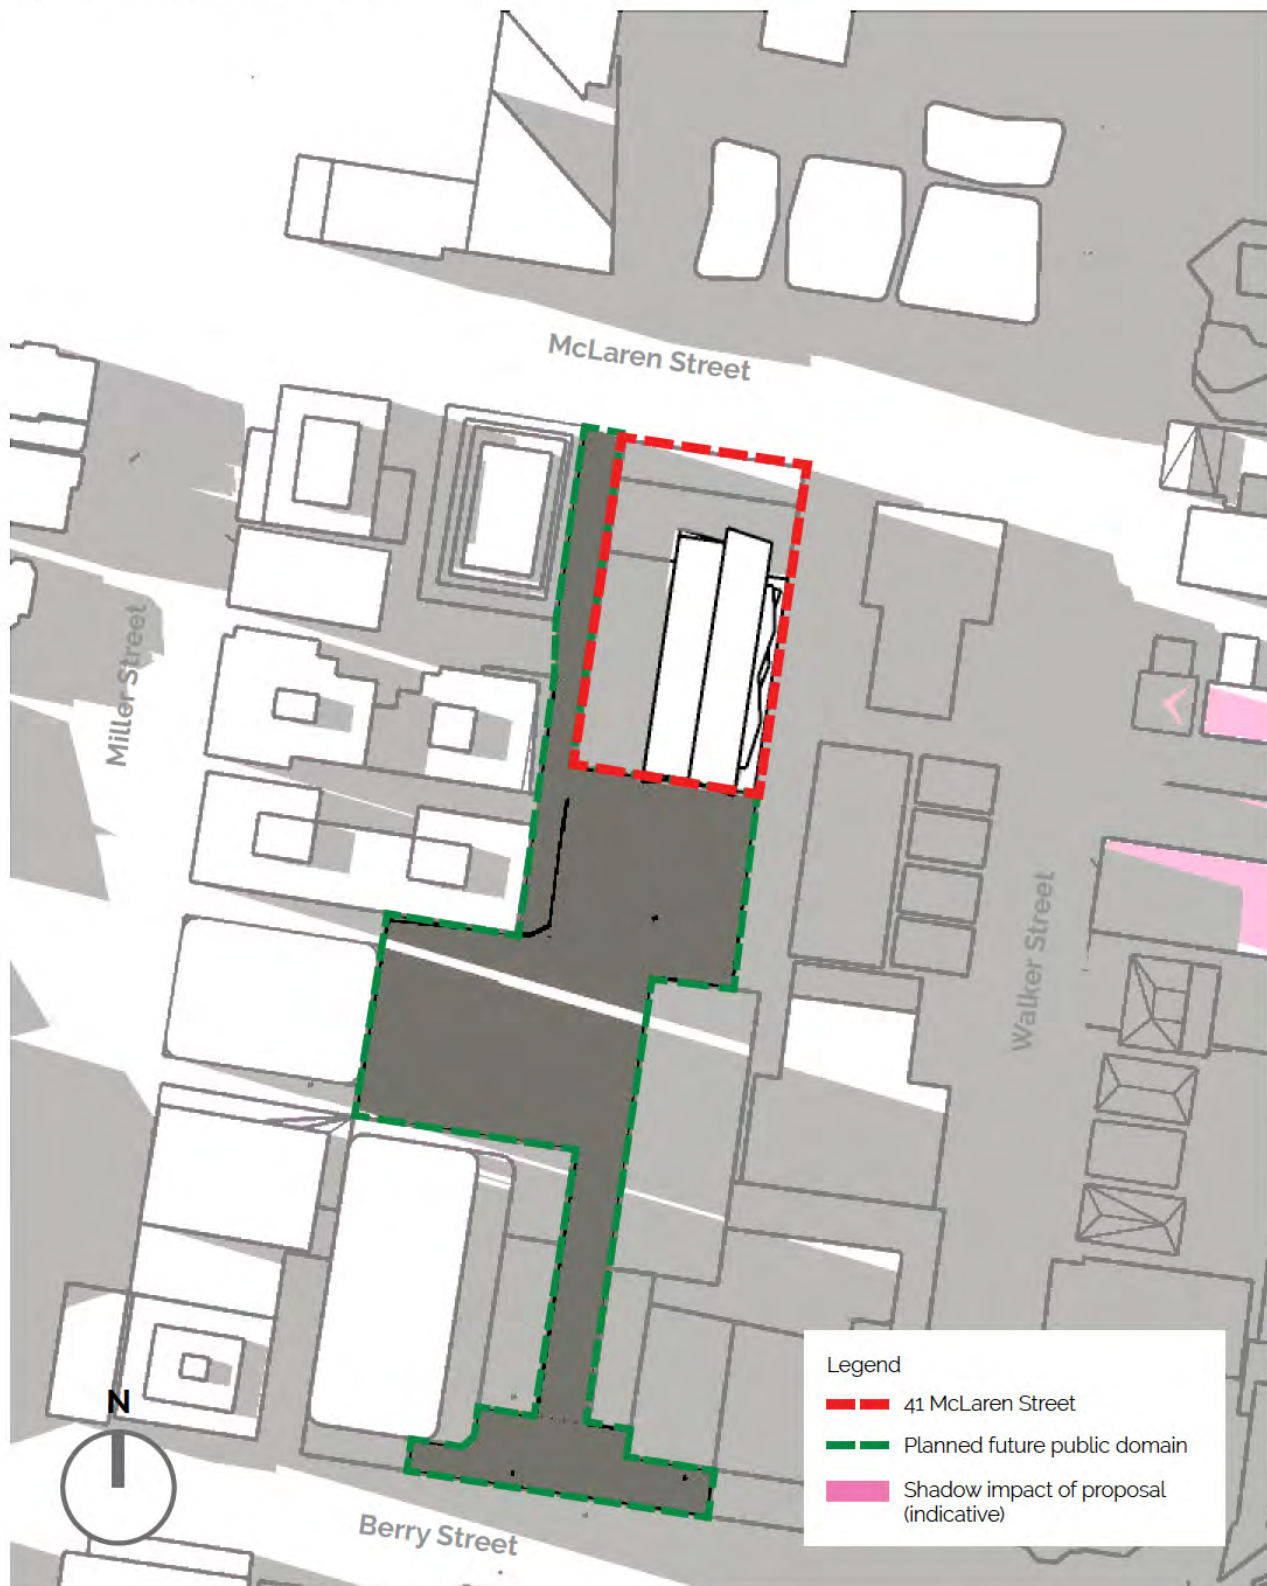 McLaren Street
Miller Street
Walker Street
Legend
41 McLaren Street
Planned future public domain
Shadow impact of proposal
(indicative)
N
Berry Street